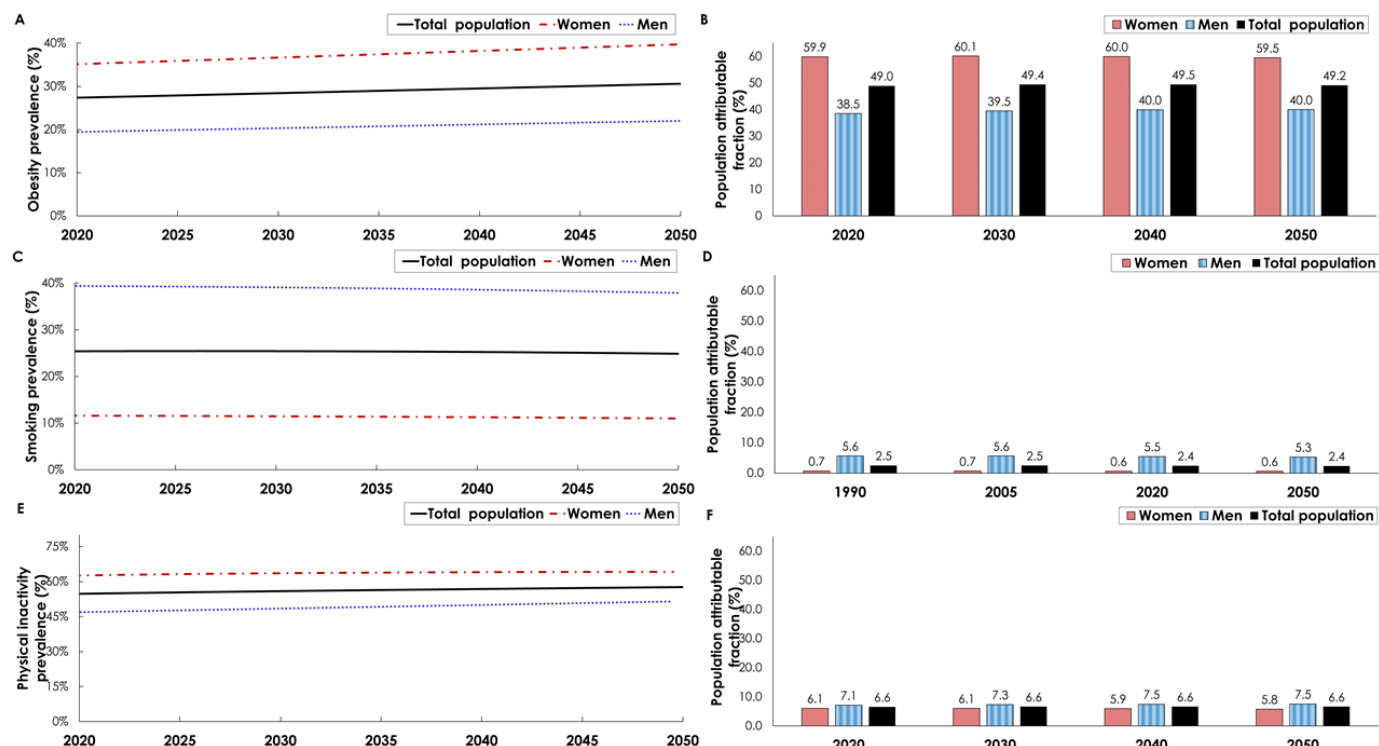 A
Total population Women Men
40%
30%
20%
10%
0%
Obesity prevalence (%)
2020 2025 2030 2035 2040 2045 2050
B
Women Men Total population
Population attributable
fraction (%)
60
50
40
30
20
10
0
59.9 38.5 49.0
60.1 39.5 49.4
60.0 40.0 49.5
59.5 40.0 49.2
2020 2030 2040 2050
C
Total population Women Men
40%
30%
20%
10%
0%
Smoking prevalence (%)
2020 2025 2030 2035 2040 2045 2050
D
Women Men Total population
Population attributable
fraction (%)
60.0
50.0
40.0
30.0
20.0
10.0
0.0
0.7 5.6 2.5
0.7 5.6 2.5
0.6 5.5 2.4
0.6 5.3 2.4
1990 2005 2020 2050
E
Total population Women Men
Physical inactivity
prevalence (%)
75%
60%
45%
30%
15%
0%
2020 2025 2030 2035 2040 2045 2050
F
Women Men Total population
Population attributable
fraction (%)
60.0
50.0
40.0
30.0
20.0
10.0
0.0
6.1 7.1 6.6
6.1 7.3 6.6
5.9 7.5 6.6
5.8 7.5 6.6
2020 2030 2040 2050